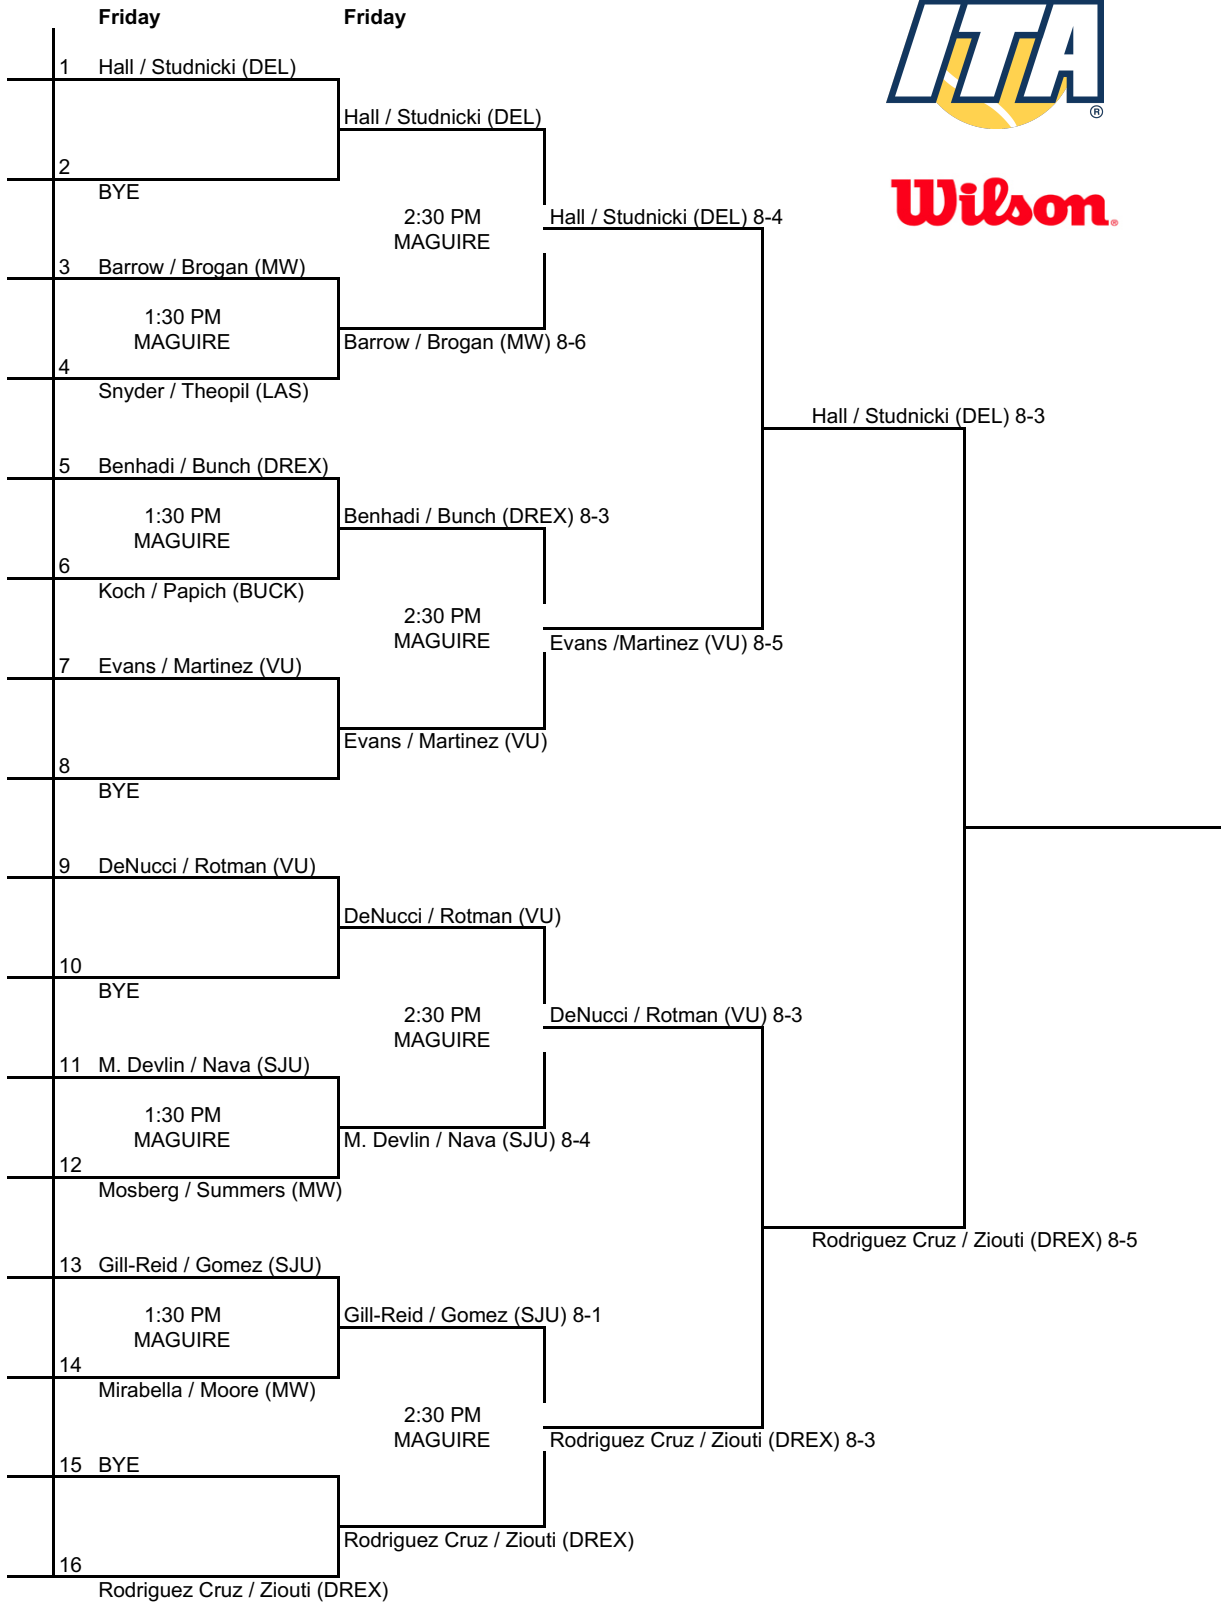 Friday Friday
ITA
®
1 Hall / Studnicki (DEL)
Hall / Studnicki (DEL)
2
BYE
Wilson®
2:30 PM
MAGUIRE
Hall / Studnicki (DEL) 8-4
3 Barrow / Brogan (MW)
1:30 PM
MAGUIRE
Barrow / Brogan (MW) 8-6
4
Snyder / Theopil (LAS)
Hall / Studnicki (DEL) 8-3
5 Benhadi / Bunch (DREX)
1:30 PM
MAGUIRE
Benhadi / Bunch (DREX) 8-3
6
Koch / Papich (BUCK)
2:30 PM
MAGUIRE
Evans /Martinez (VU) 8-5
7 Evans / Martinez (VU)
Evans / Martinez (VU)
8
BYE
9 DeNucci / Rotman (VU)
DeNucci / Rotman (VU)
10
BYE
2:30 PM
MAGUIRE
DeNucci / Rotman (VU) 8-3
11 M. Devlin / Nava (SJU)
1:30 PM
MAGUIRE
M. Devlin / Nava (SJU) 8-4
12
Mosberg / Summers (MW)
Rodriguez Cruz / Ziouti (DREX) 8-5
13 Gill-Reid / Gomez (SJU)
1:30 PM
MAGUIRE
Gill-Reid / Gomez (SJU) 8-1
14
Mirabella / Moore (MW)
2:30 PM
MAGUIRE
Rodriguez Cruz / Ziouti (DREX) 8-3
15 BYE
Rodriguez Cruz / Ziouti (DREX)
16
Rodriguez Cruz / Ziouti (DREX)